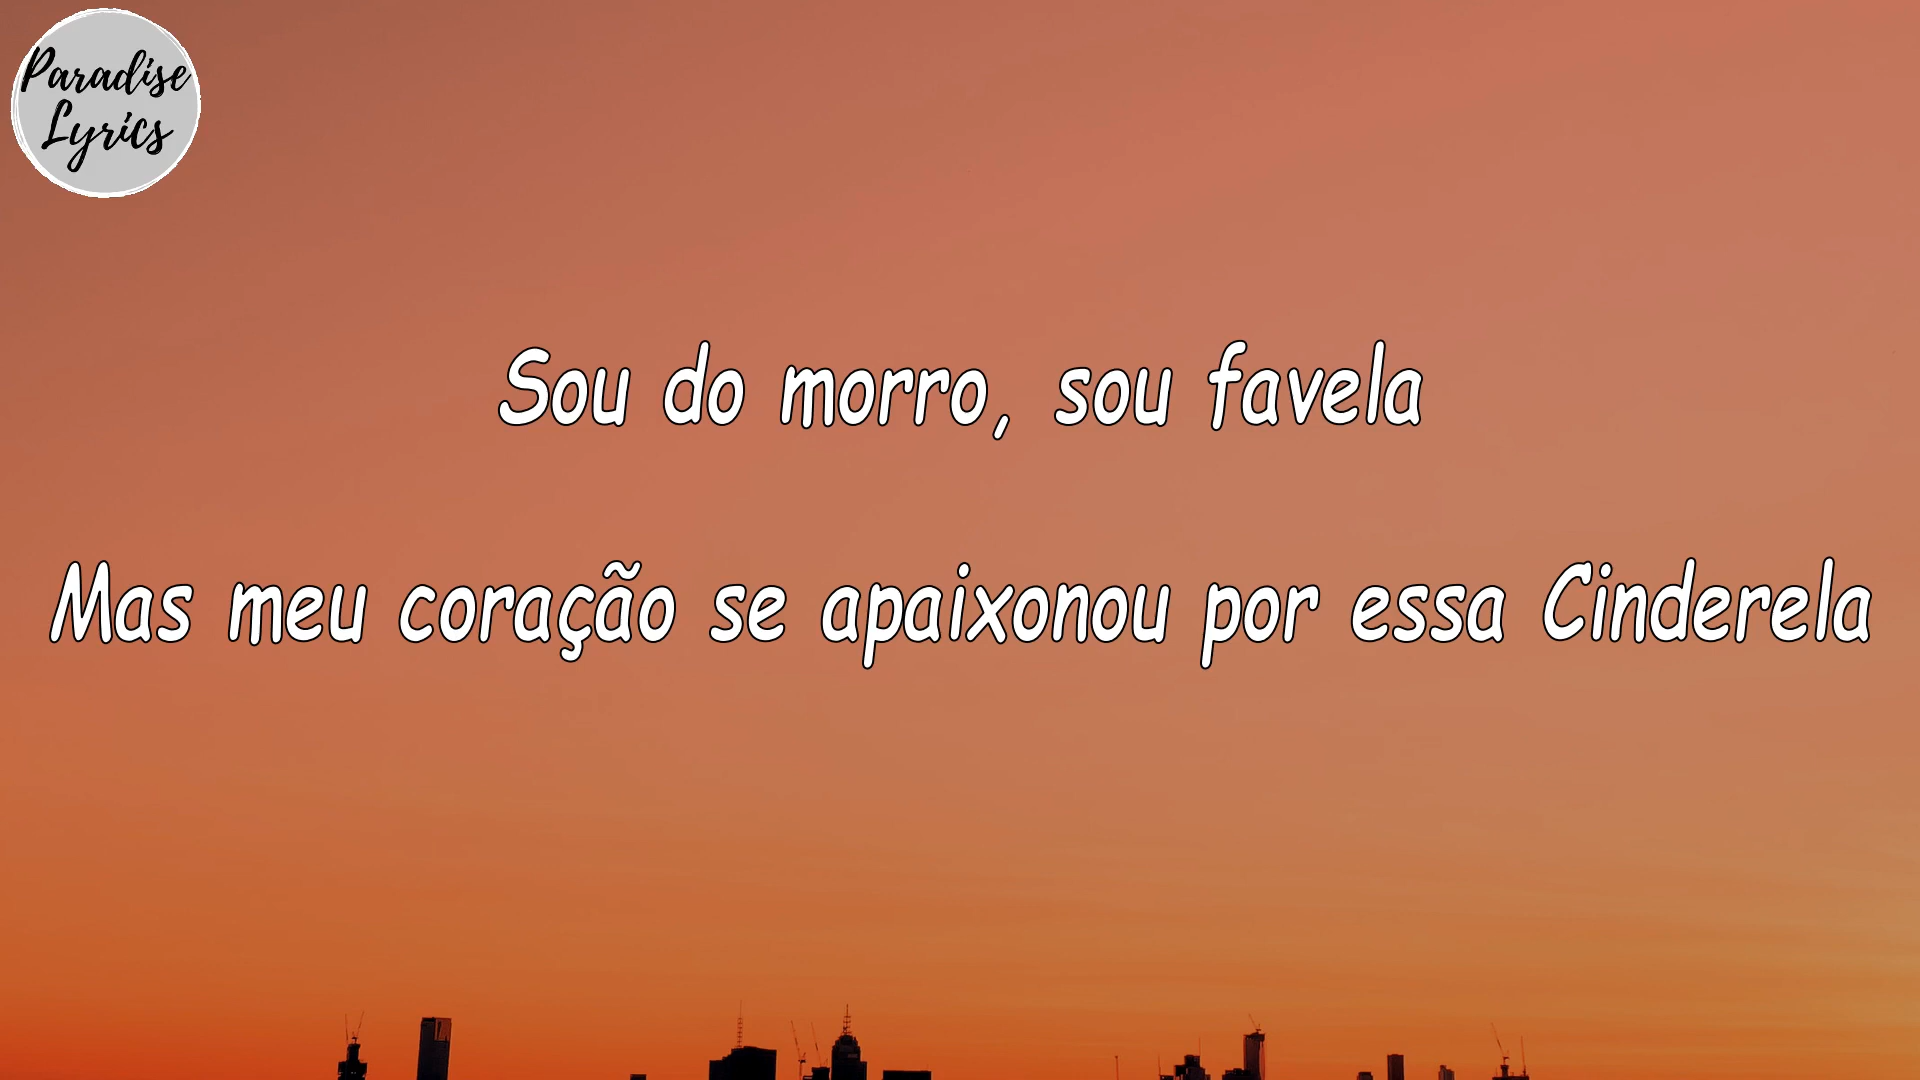 Paradise
Lyrics
Sou do morro, sou favela
Mas meu coração se apaixonou por essa Cinderela